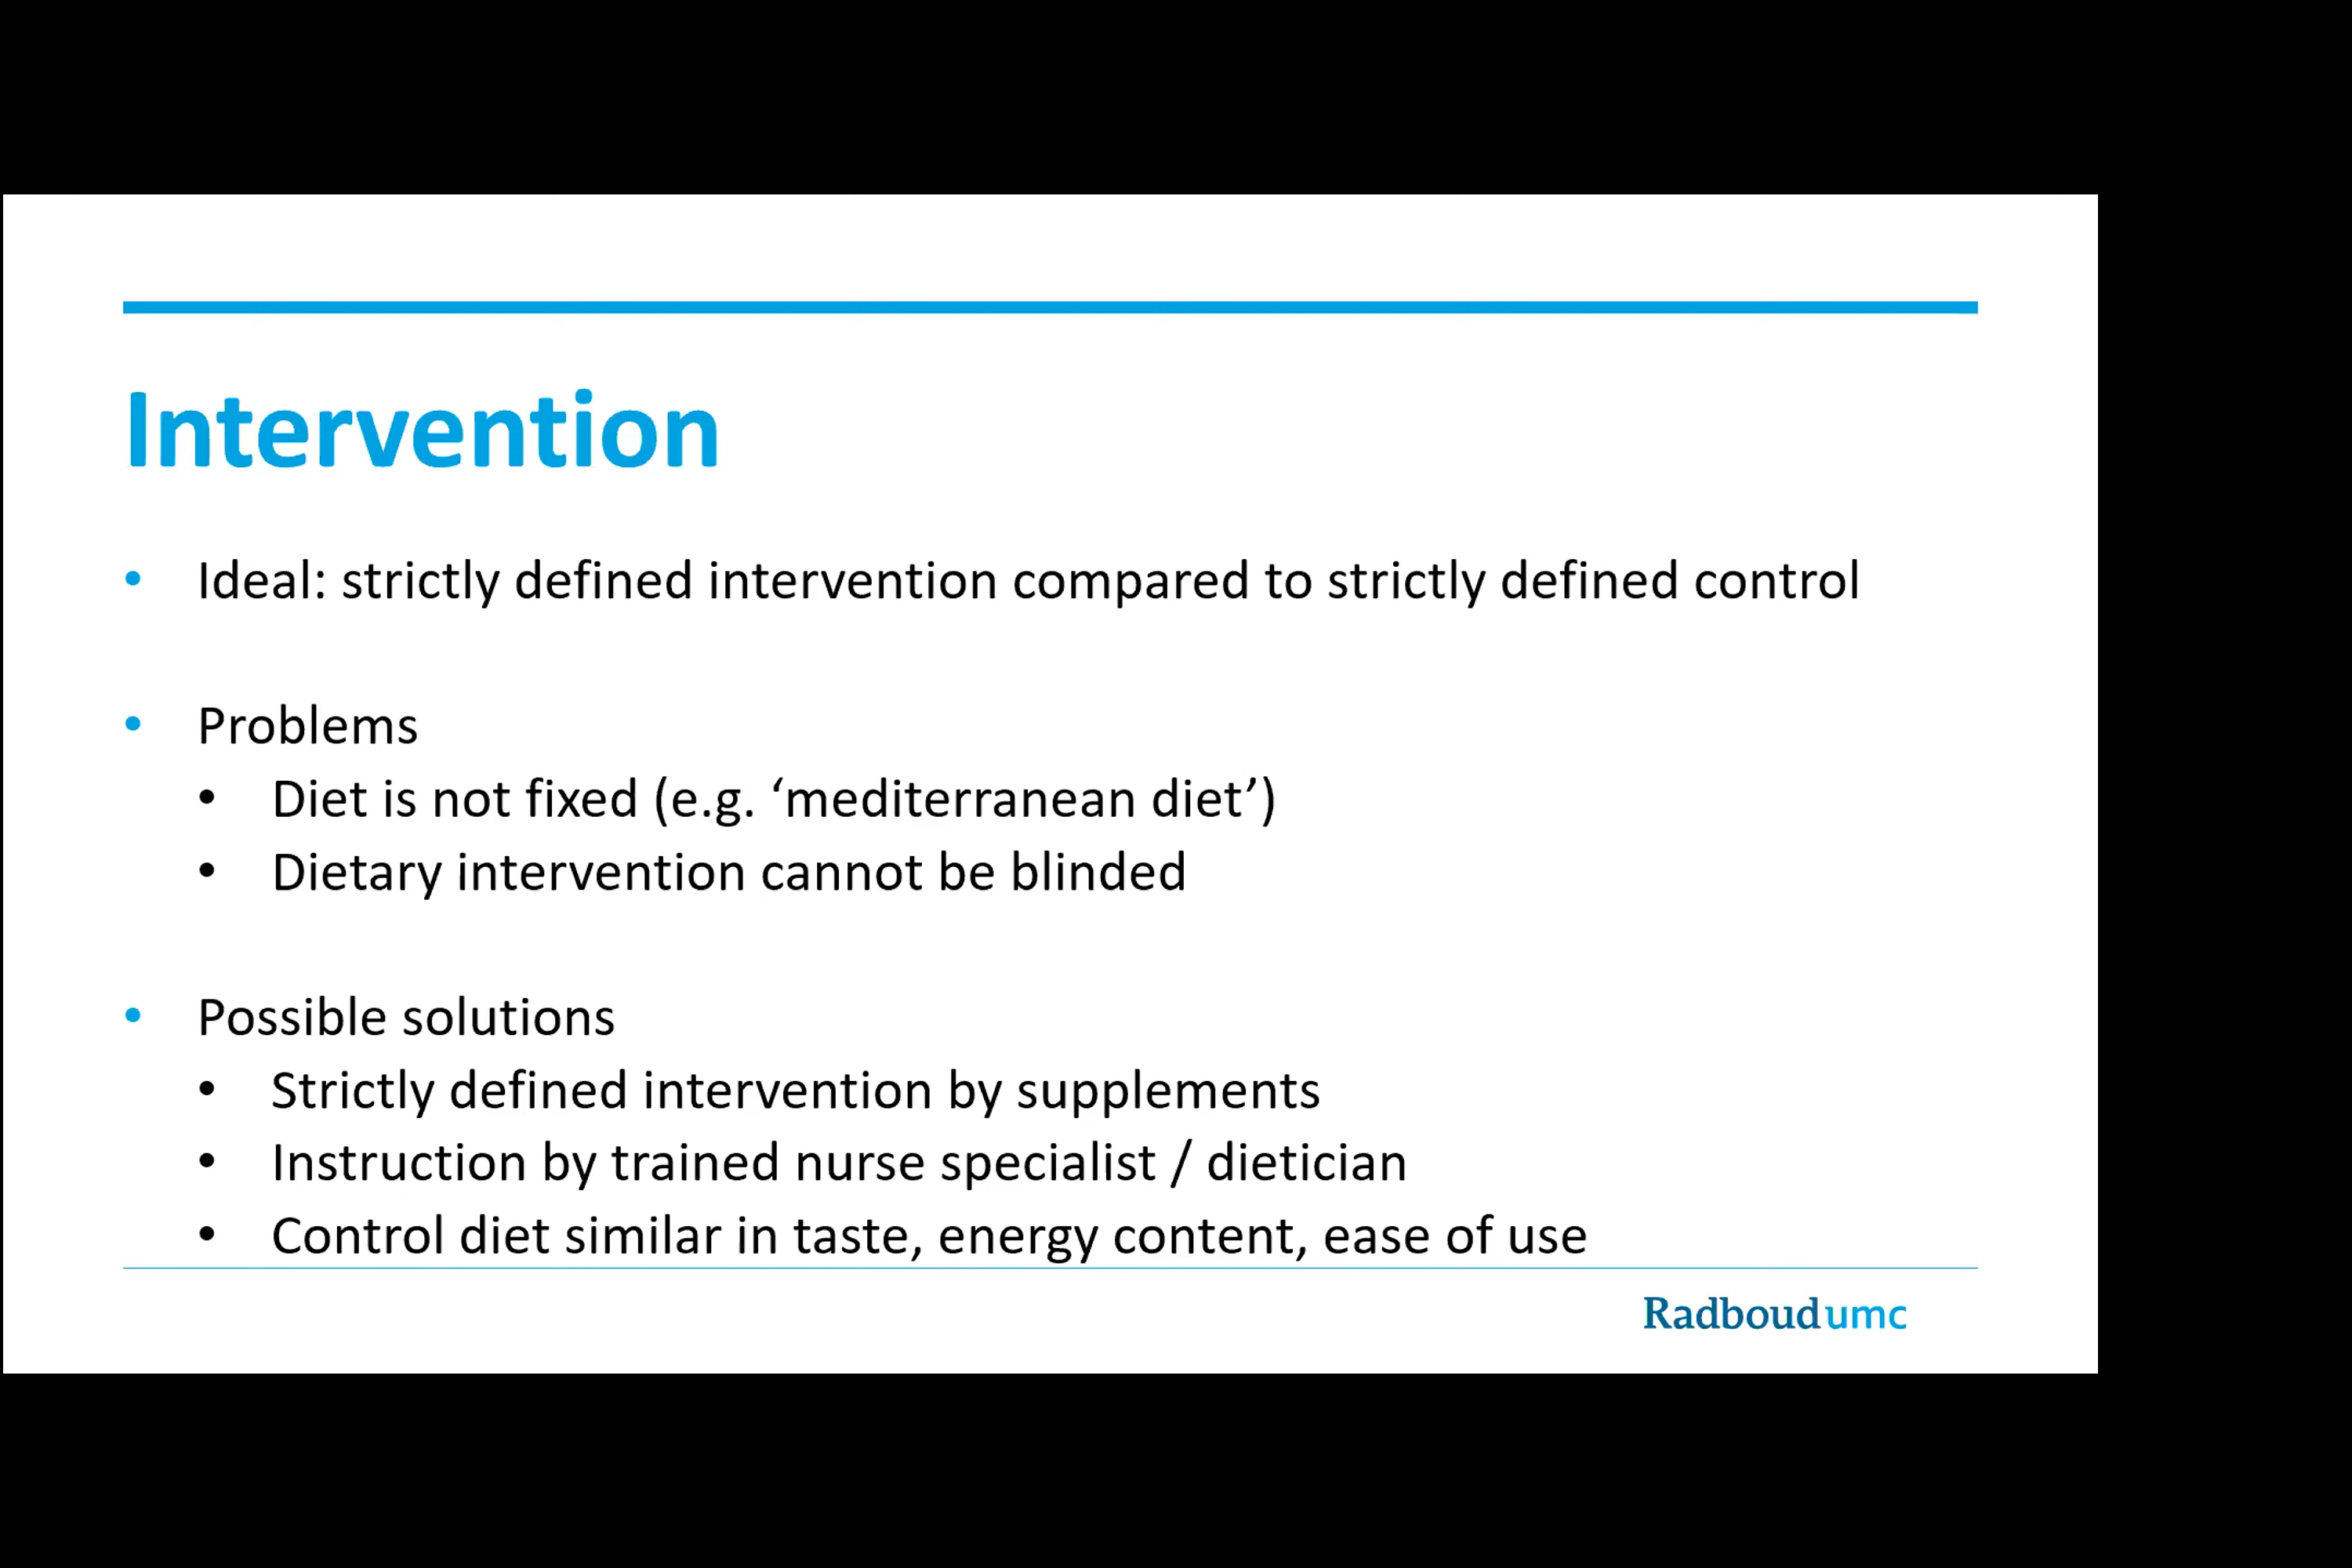 Intervention
• Ideal: strictly defined intervention compared to strictly defined control
• Problems
• Diet is not fixed (e.g. ‘mediterranean diet’)
• Dietary intervention cannot be blinded
• Possible solutions
• Strictly defined intervention by supplements
• Instruction by trained nurse specialist / dietician
• Control diet similar in taste, energy content, ease of use
Radboudumc